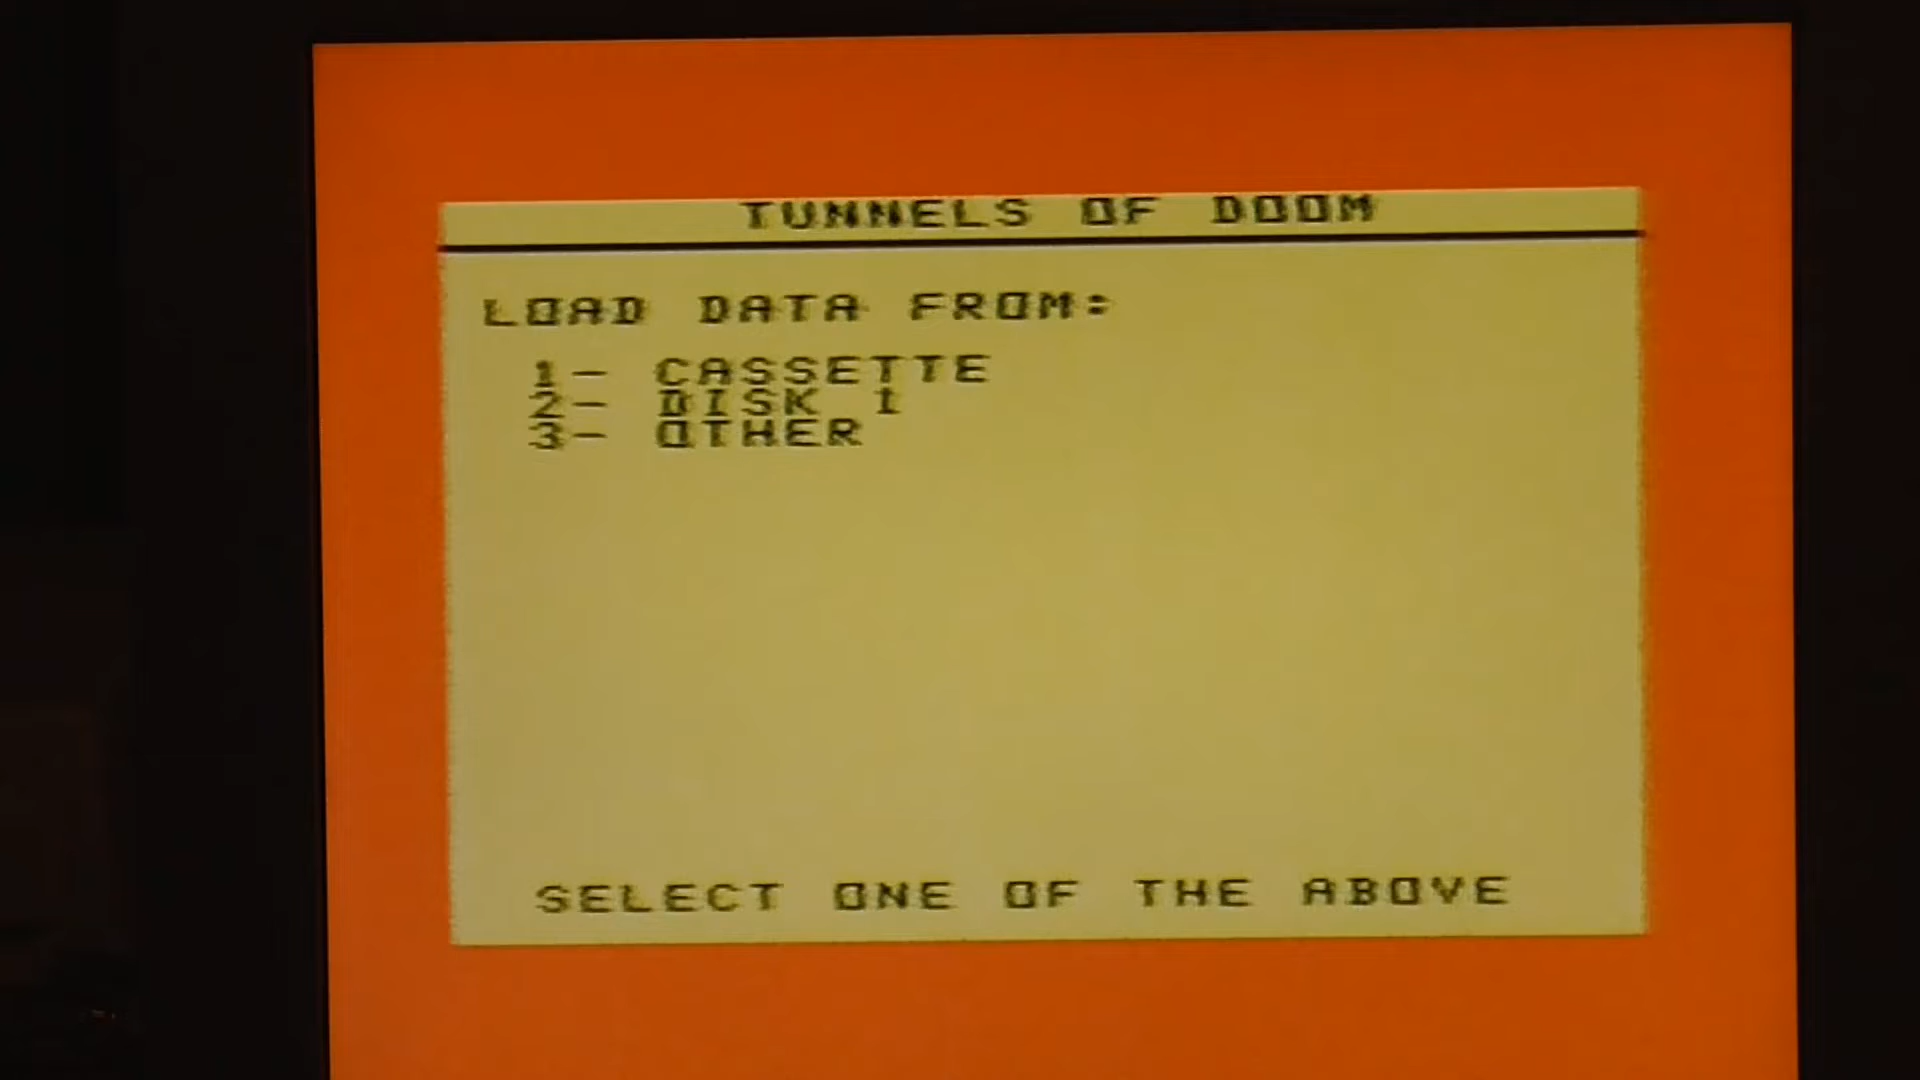 TUNNELS OF DOOM
LOAD DATA FROM:
1- CASSETTE
2- DISK 1
3- OTHER
SELECT ONE OF THE ABOVE